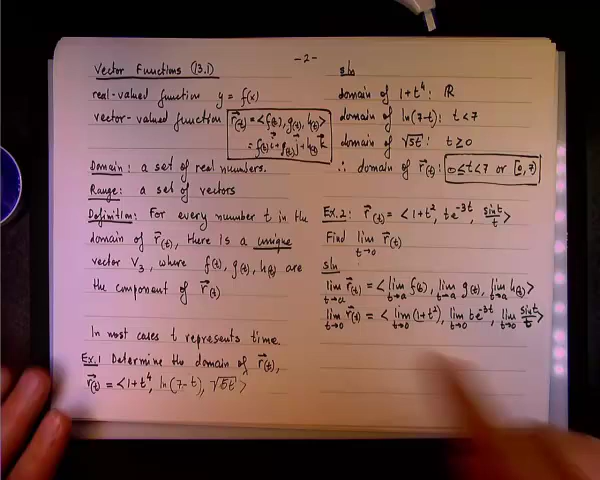 -2-
Vector Functions (13.1)
real-valued function y = f(x)
vector-valued function r⃗(t) = <f(t), g(t), h(t)>
= f(t)i⃗ + g(t)j⃗ + h(t)k⃗
Domain: a set of real numbers.
Range: a set of vectors
Definition: For every number t in the
domain of r⃗(t), there is a unique
vector V₃, where f(t), g(t), h(t) are
the component of r⃗(t)
In most cases t represents time.
Ex.1 Determine the domain of r⃗(t),
r⃗(t) = <1+t⁴, ln(7-t), √5t>
sln
domain of 1+t⁴: ℝ
domain of ln(7-t): t<7
domain of √5t: t≥0
∴ domain of r⃗(t): 0≤t<7 or [0,7)
Ex.2: r⃗(t) = <1+t², te^-3t, sint/t>
Find lim t→0 r⃗(t)
sln
lim t→a r⃗(t) = <lim t→a f(t), lim t→a g(t), lim t→a h(t)>
lim t→0 r⃗(t) = <lim t→0 (1+t²), lim t→0 te^-3t, lim t→0 sint/t>